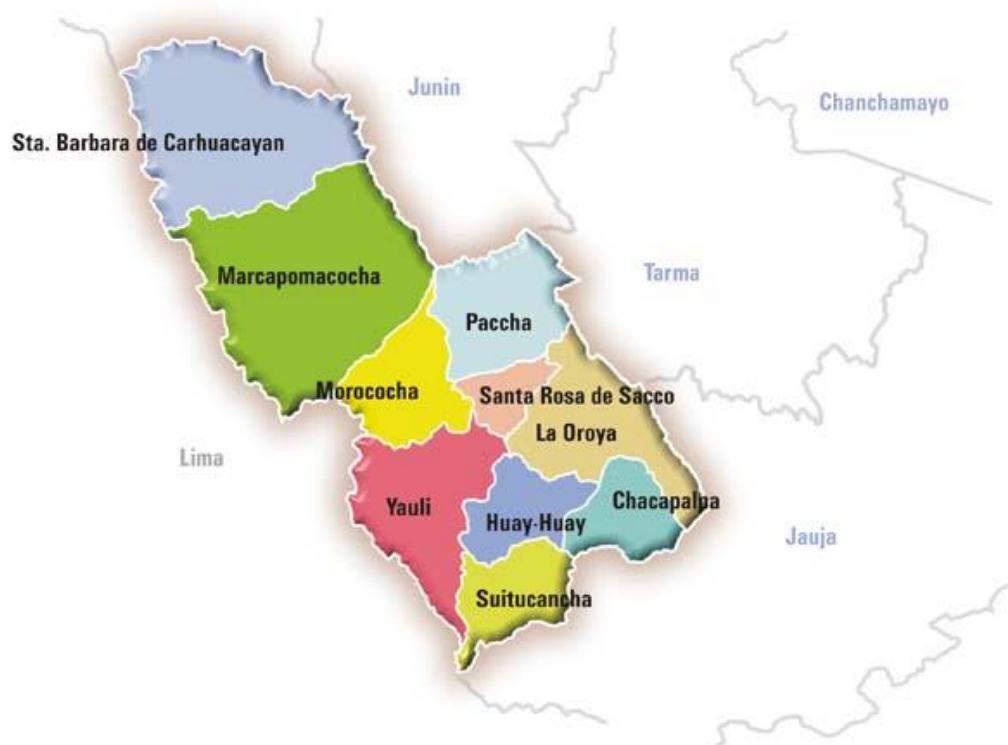 Junin
Chanchamayo
Sta. Barbara de Carhuacayan
Marcapomacocha
Tarma
Paccha
Morococha
Santa Rosa de Sacco
La Oroya
Lima
Yauli
Chacapalpa
Huay-Huay
Jauja
Suitucancha